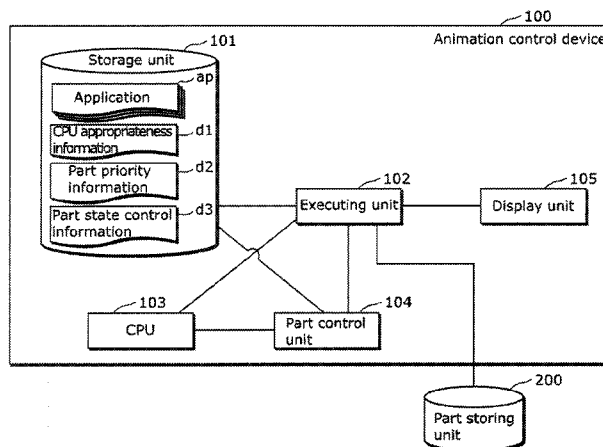 100
Animation control device
101
Storage unit
ap
Application
d1
CPU appropriateness
information
d2
Part priority
information
d3
Part state control
information
102
Executing unit
105
Display unit
103
CPU
104
Part control
unit
200
Part storing
unit